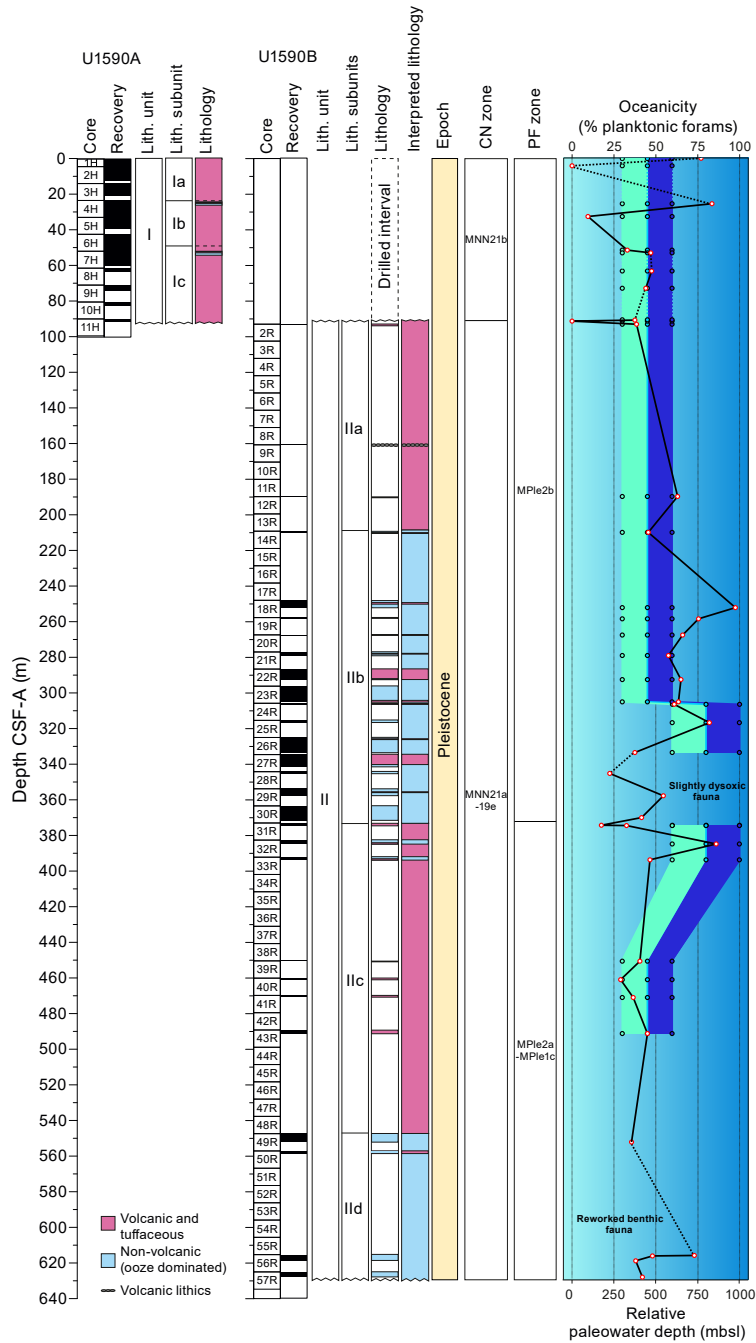 U1590A
Core
Recovery
Lith. unit
Lith. subunit
Lithology
U1590B
Core
Recovery
Lith. unit
Lith. subunits
Lithology
Interpreted lithology
Epoch
CN zone
PF zone
Oceanicity
(% planktonic forams)
0 50 100
Depth CSF-A (m)
0
20
40
60
80
100
120
140
160
180
200
220
240
260
280
300
320
340
360
380
400
420
440
460
480
500
520
540
560
580
600
620
640
1H
2H
3H
4H
5H
6H
7H
8H
9H
10H
11H
I
Ia
Ib
Ic
2R
3R
4R
5R
6R
7R
8R
9R
10R
11R
12R
13R
14R
15R
16R
17R
18R
19R
20R
21R
22R
23R
24R
25R
26R
27R
28R
29R
30R
31R
32R
33R
34R
35R
36R
37R
38R
39R
40R
41R
42R
43R
44R
45R
46R
47R
48R
49R
50R
51R
52R
53R
54R
55R
56R
57R
II
IIa
IIb
IIc
IId
Drilled interval
Pleistocene
MNN21b
MNN21a
-19e
MPle2b
MPle2a
-MPle1c
Slightly dysoxic
fauna
Reworked benthic
fauna
Volcanic and
tuffaceous
Non-volcanic
(ooze dominated)
Volcanic lithics
0 250 500 750 1000
Relative
paleowater depth (mbsl)